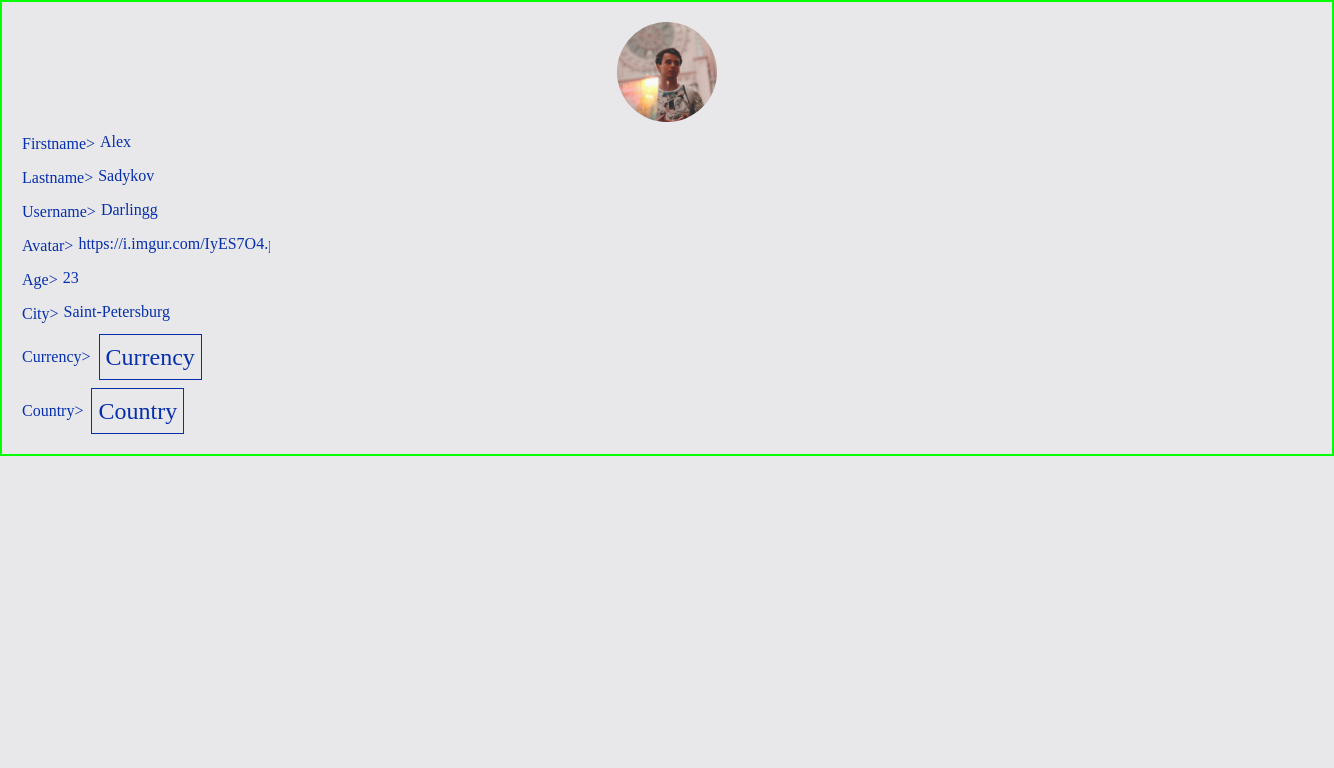 Firstname> Alex
Lastname> Sadykov
Username> Darlingg
Avatar> https://i.imgur.com/IyES7O4.p
Age> 23
City> Saint-Petersburg
Currency> Currency
Country> Country